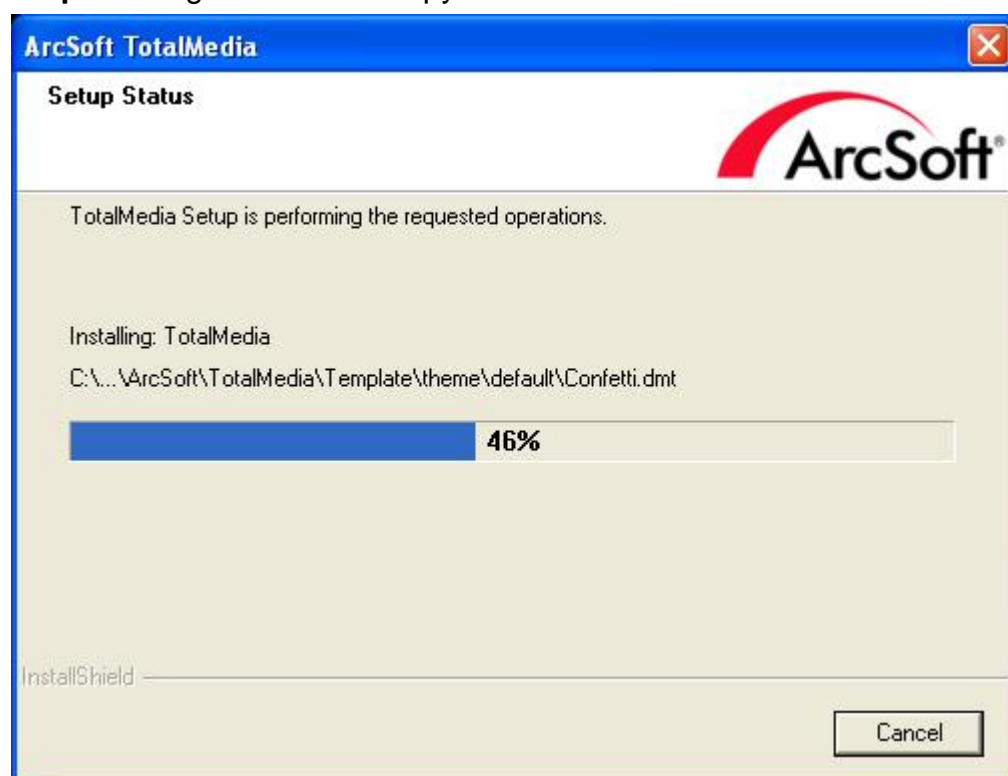 ArcSoft TotalMedia
Setup Status
ArcSoft®
TotalMedia Setup is performing the requested operations.
Installing: TotalMedia
C:\...\ArcSoft\TotalMedia\Template\theme\default\Confetti.dmt
46%
InstallShield
Cancel